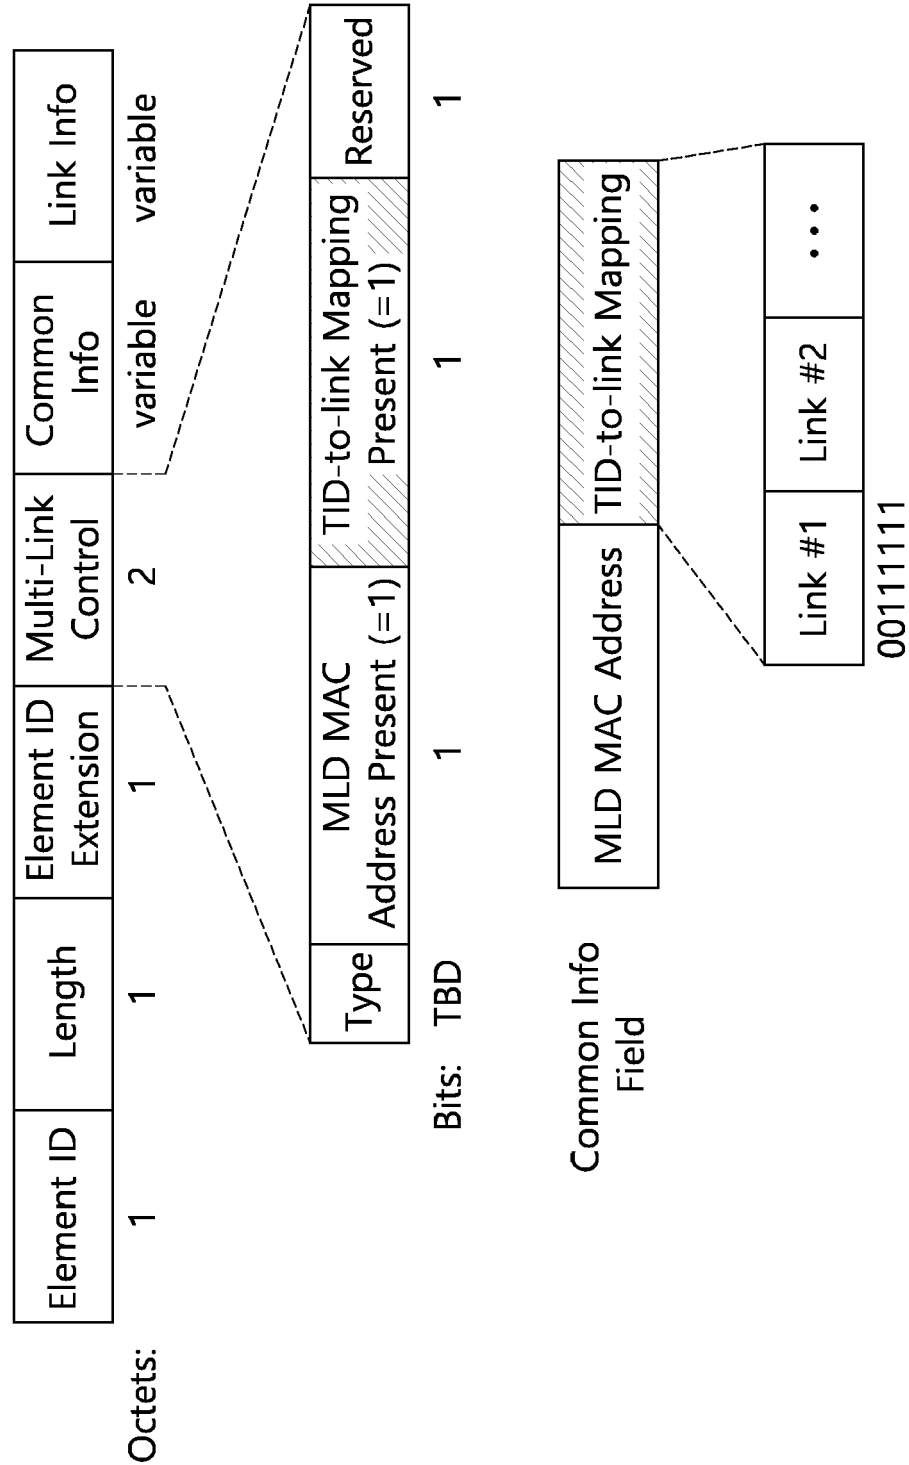 Element ID
Length
Element ID
Extension
Multi-Link
Control
Common
Info
Link Info
Octets:
1
1
1
2
variable
variable
Type
MLD MAC
Address Present (=1)
TID-to-link Mapping
Present (=1)
Reserved
Bits:
TBD
1
1
1
Common Info
Field
MLD MAC Address
TID-to-link Mapping
Link #1
Link #2
...
00111111